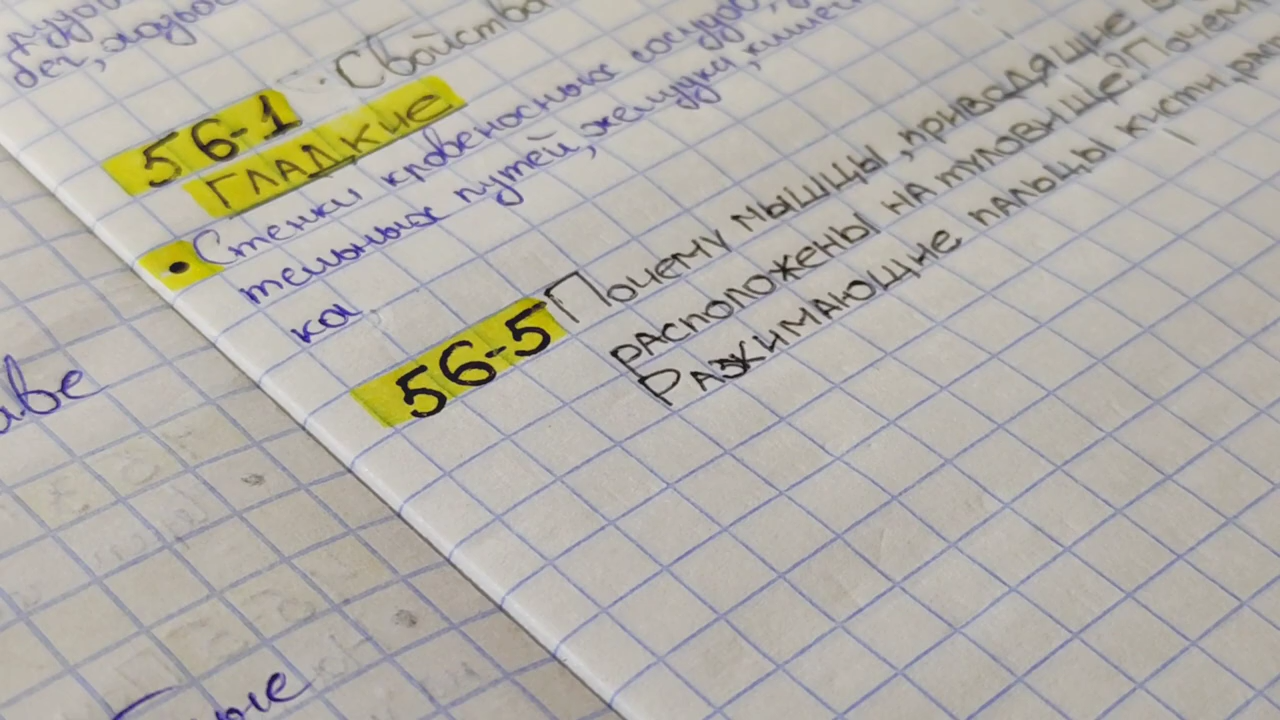 бег,
· Свойства
56-1
ГЛАДКИЕ
• Стенки кровеносных сосудов,
тельных путей, желудка, кишеч
ка
56-5 Почему мышцы, приводящие в
расположены на туловище? Почему
Разжимающие пальцы кисти, рас
аве
ные